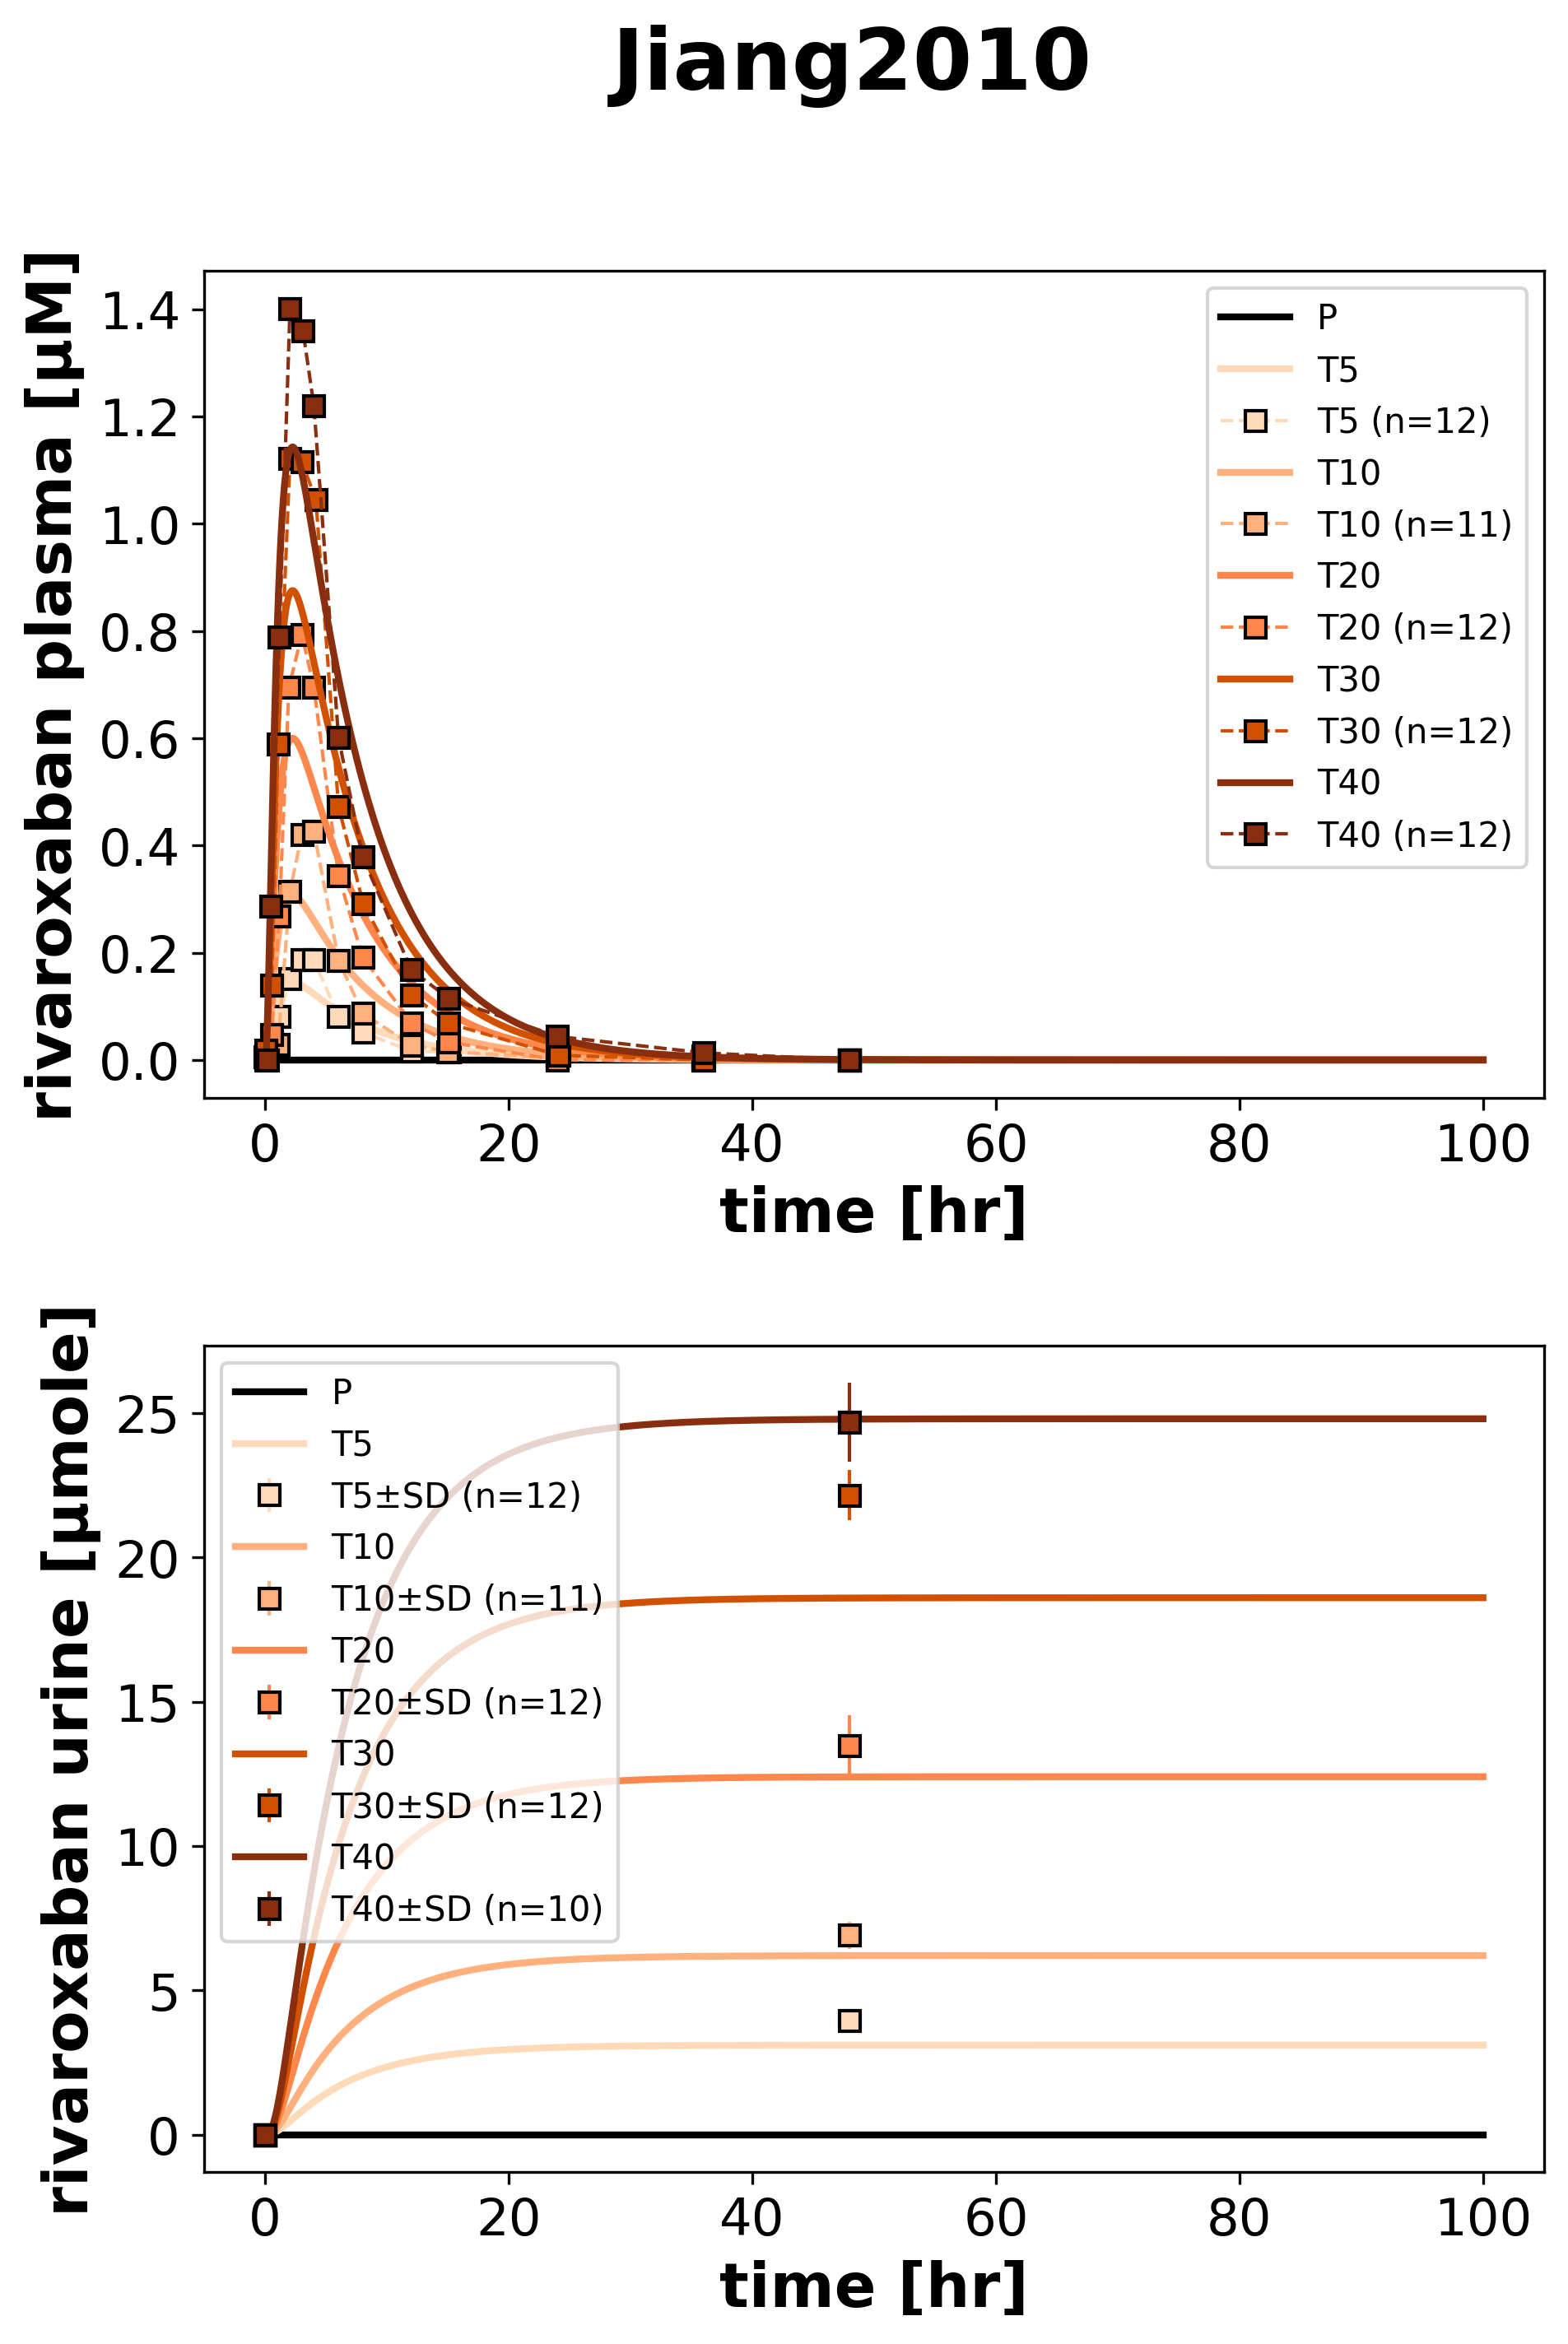 Jiang2010
rivaroxaban plasma [µM]
1.4
1.2
1.0
0.8
0.6
0.4
0.2
0.0
P
T5
T5 (n=12)
T10
T10 (n=11)
T20
T20 (n=12)
T30
T30 (n=12)
T40
T40 (n=12)
0 20 40 60 80 100
time [hr]
rivaroxaban urine [µmole]
25
20
15
10
5
0
P
T5
T5±SD (n=12)
T10
T10±SD (n=11)
T20
T20±SD (n=12)
T30
T30±SD (n=12)
T40
T40±SD (n=10)
0 20 40 60 80 100
time [hr]